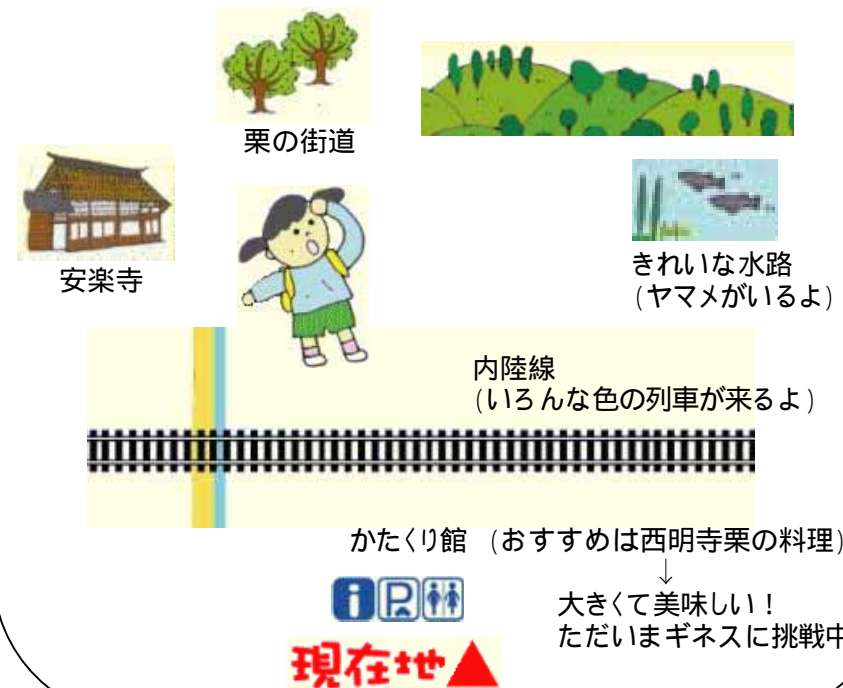 栗の街道
安楽寺
きれいな水路
(ヤマメがいるよ)
内陸線
(いろんな色の列車が来るよ)
かたくり館 (おすすめは西明寺栗の料理)
↓
大きくて美味しい！
ただいまギネスに挑戦中
i P
現在地▲